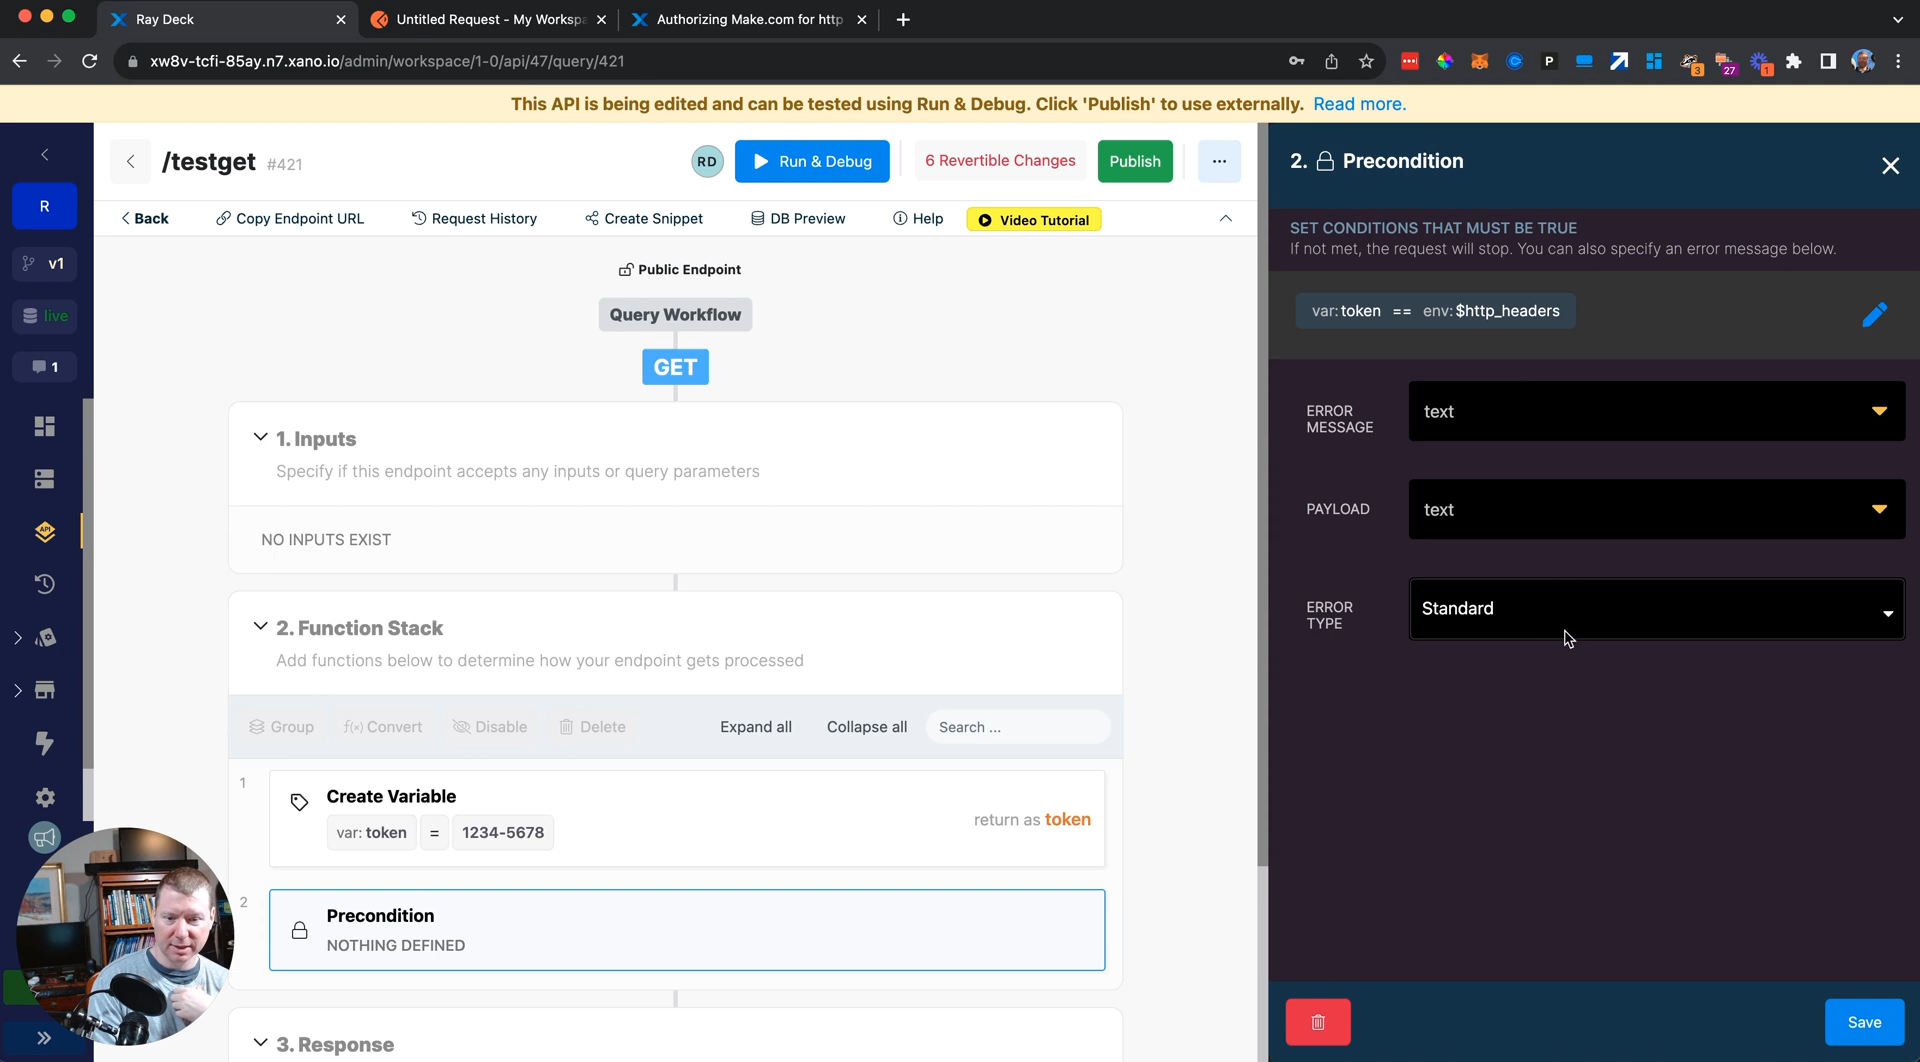 Ray Deck
Untitled Request - My Workspa
Authorizing Make.com for http
xw8v-tcfi-85ay.n7.xano.io/admin/workspace/1-0/api/47/query/421
P
3
27
1
This API is being edited and can be tested using Run & Debug. Click 'Publish' to use externally. Read more.
R
v1
live
1
/testget #421
RD
Run & Debug
6 Revertible Changes
Publish
Back
Copy Endpoint URL
Request History
Create Snippet
DB Preview
Help
Video Tutorial
Public Endpoint
Query Workflow
GET
1. Inputs
Specify if this endpoint accepts any inputs or query parameters
NO INPUTS EXIST
2. Function Stack
Add functions below to determine how your endpoint gets processed
Group
f(x) Convert
Disable
Delete
Expand all
Collapse all
Search ...
1
Create Variable
var: token = 1234-5678
return as token
2
Precondition
NOTHING DEFINED
3. Response
2. Precondition
SET CONDITIONS THAT MUST BE TRUE
If not met, the request will stop. You can also specify an error message below.
var: token == env: $http_headers
ERROR MESSAGE
text
PAYLOAD
text
ERROR TYPE
Standard
Save
API